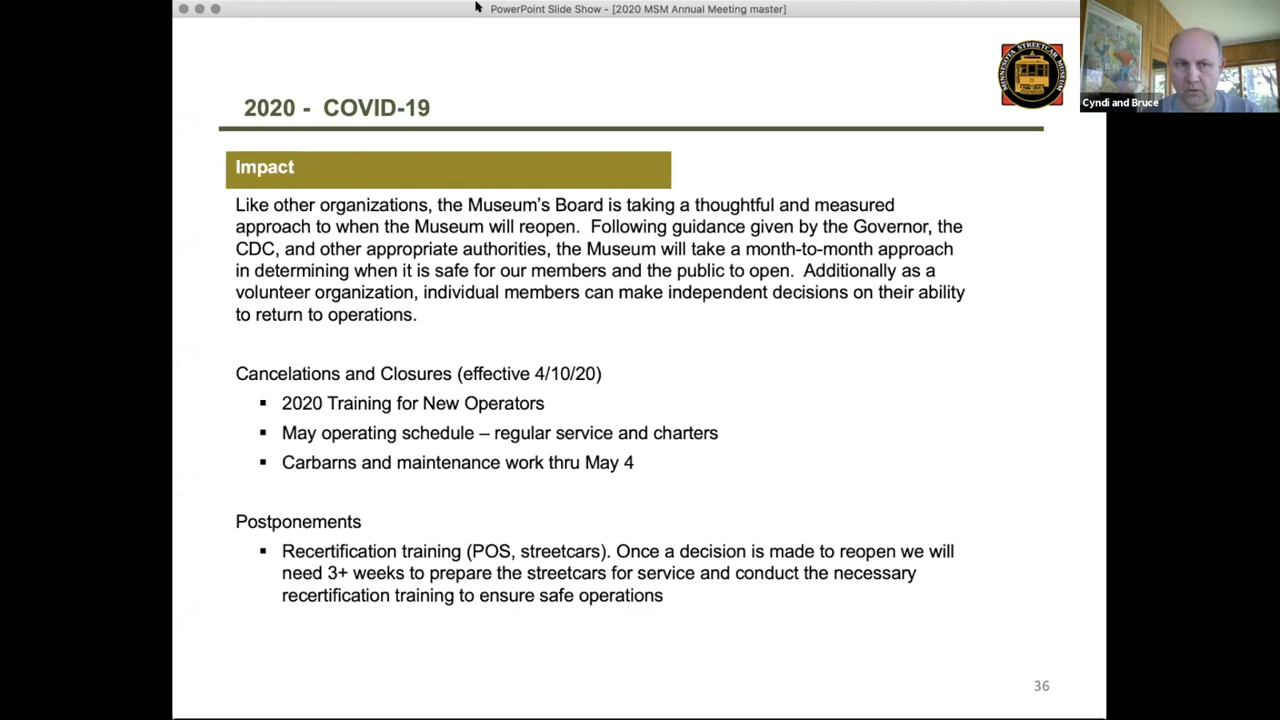 PowerPoint Slide Show - [2020 MSM Annual Meeting master]
MINNESOTA STREETCAR MUSEUM
Cyndi and Bruce
2020 - COVID-19
Impact
Like other organizations, the Museum's Board is taking a thoughtful and measured
approach to when the Museum will reopen. Following guidance given by the Governor, the
CDC, and other appropriate authorities, the Museum will take a month-to-month approach
in determining when it is safe for our members and the public to open. Additionally as a
volunteer organization, individual members can make independent decisions on their ability
to return to operations.
Cancelations and Closures (effective 4/10/20)
▪ 2020 Training for New Operators
▪ May operating schedule – regular service and charters
▪ Carbarns and maintenance work thru May 4
Postponements
▪ Recertification training (POS, streetcars). Once a decision is made to reopen we will
need 3+ weeks to prepare the streetcars for service and conduct the necessary
recertification training to ensure safe operations
36